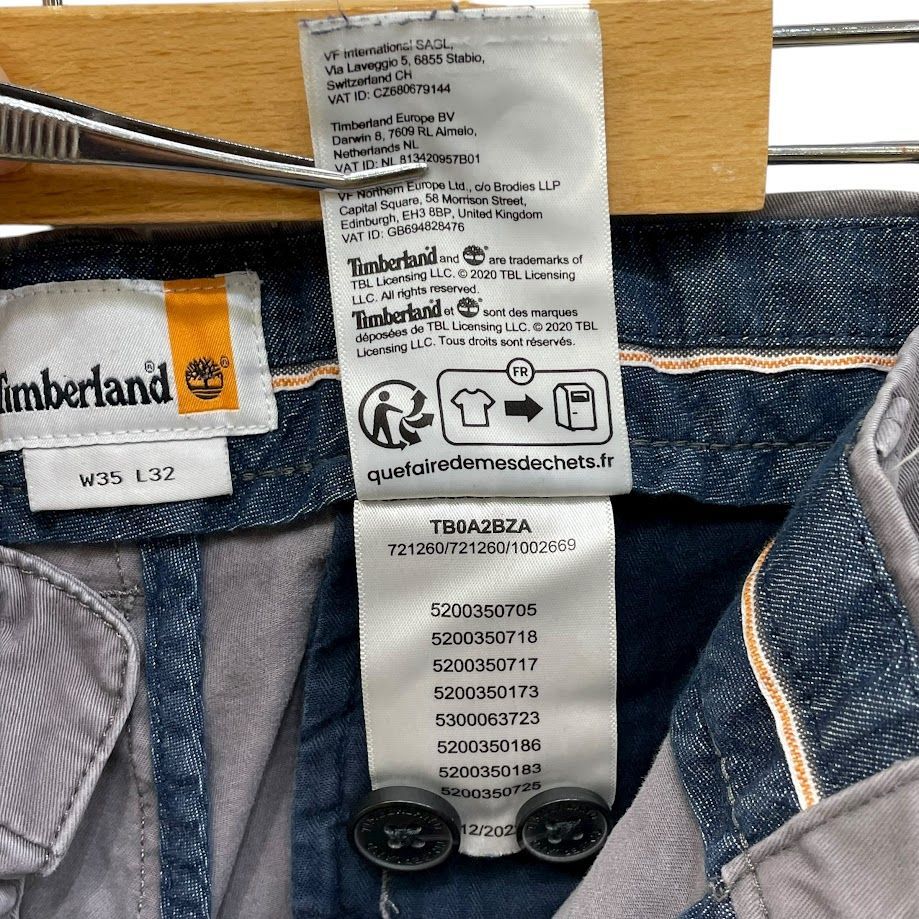 VF International SAGL,
Via Laveggio 5, 6855 Stabio,
Switzerland CH
VAT ID: CZ680679144
Timberland Europe BV
Darwin 8, 7609 RL Almelo,
Netherlands NL
VAT ID: NL 813420957B01
VF Northern Europe Ltd., c/o Brodies LLP
Capital Square, 58 Morrison Street,
Edinburgh, EH3 8BP, United Kingdom
VAT ID: GB694828476
Timberland and are trademarks of
TBL Licensing LLC. © 2020 TBL Licensing
LLC. All rights reserved.
Timberland et sont des marques
déposées de TBL Licensing LLC. © 2020 TBL
Licensing LLC. Tous droits sont réservés.
FR
quefairedemesdechets.fr
Timberland®
®
W35 L32
TB0A2BZA
721260/721260/1002669
5200350705
5200350718
5200350717
5200350173
5300063723
5200350186
5200350183
5200350725